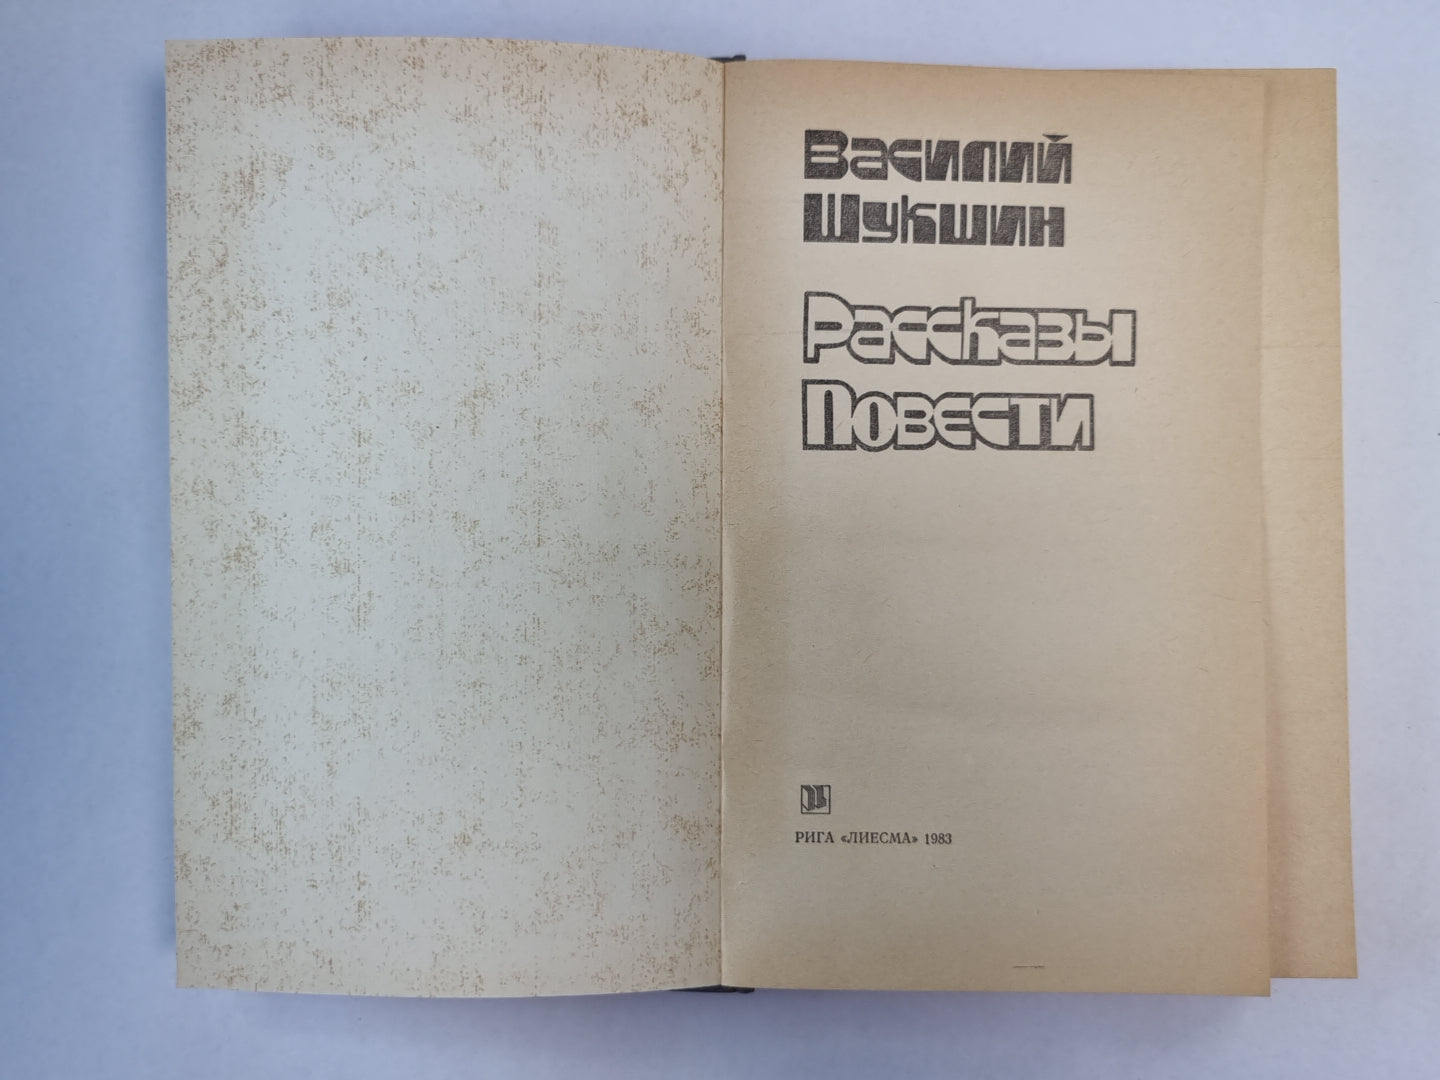 Василий
Шукшин
Рассказы
Повести
РИГА «ЛИЕСМА» 1983